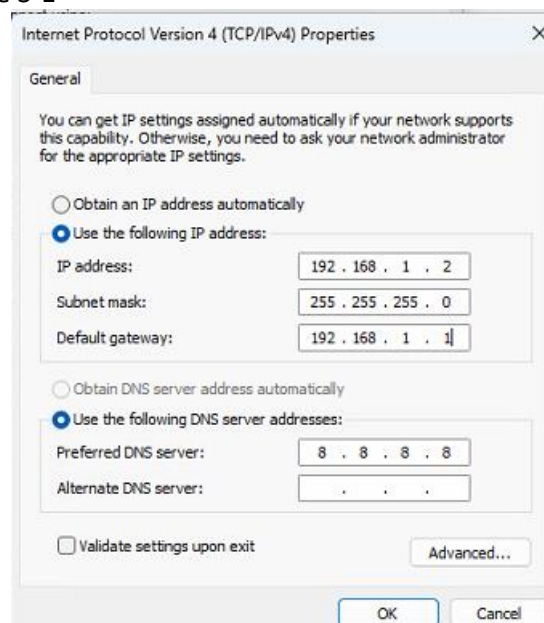 Internet Protocol Version 4 (TCP/IPv4) Properties
General
You can get IP settings assigned automatically if your network supports
this capability. Otherwise, you need to ask your network administrator
for the appropriate IP settings.
Obtain an IP address automatically
Use the following IP address:
IP address: 192 . 168 . 1 . 2
Subnet mask: 255 . 255 . 255 . 0
Default gateway: 192 . 168 . 1 . 1
Obtain DNS server address automatically
Use the following DNS server addresses:
Preferred DNS server: 8 . 8 . 8 . 8
Alternate DNS server: . . .
Validate settings upon exit
Advanced...
OK Cancel